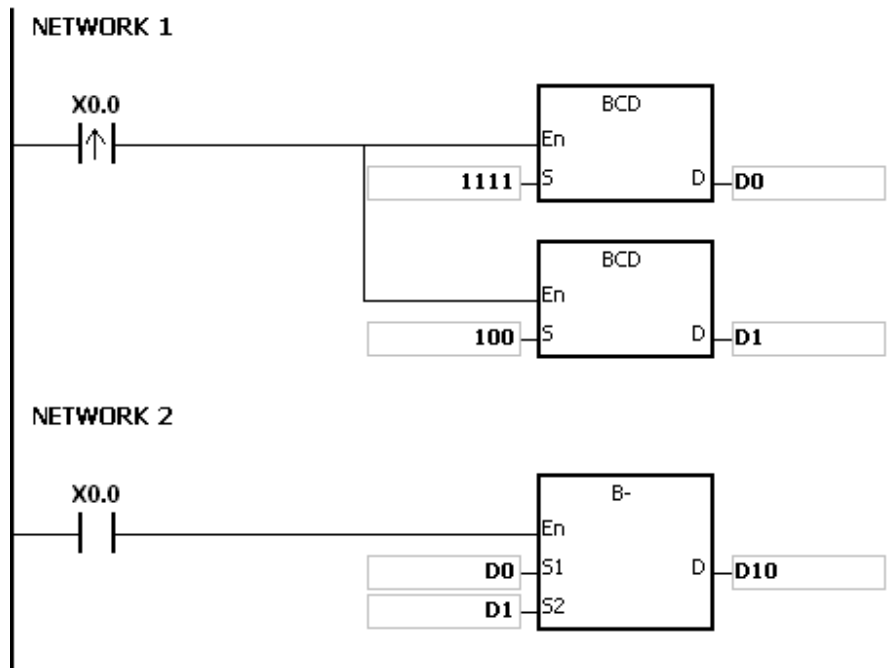 NETWORK 1
X0.0
BCD
En
1111 S D D0
BCD
En
100 S D D1
NETWORK 2
X0.0
B-
En
D0 S1 D D10
D1 S2